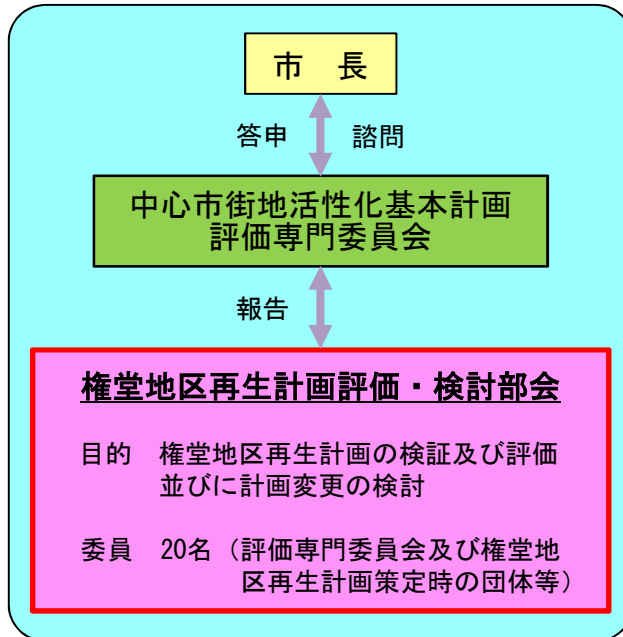 市　長
答申　諮問
中心市街地活性化基本計画
評価専門委員会
報告
権堂地区再生計画評価・検討部会
目的　権堂地区再生計画の検証及び評価
並びに計画変更の検討
委員　20名（評価専門委員会及び権堂地
区再生計画策定時の団体等）